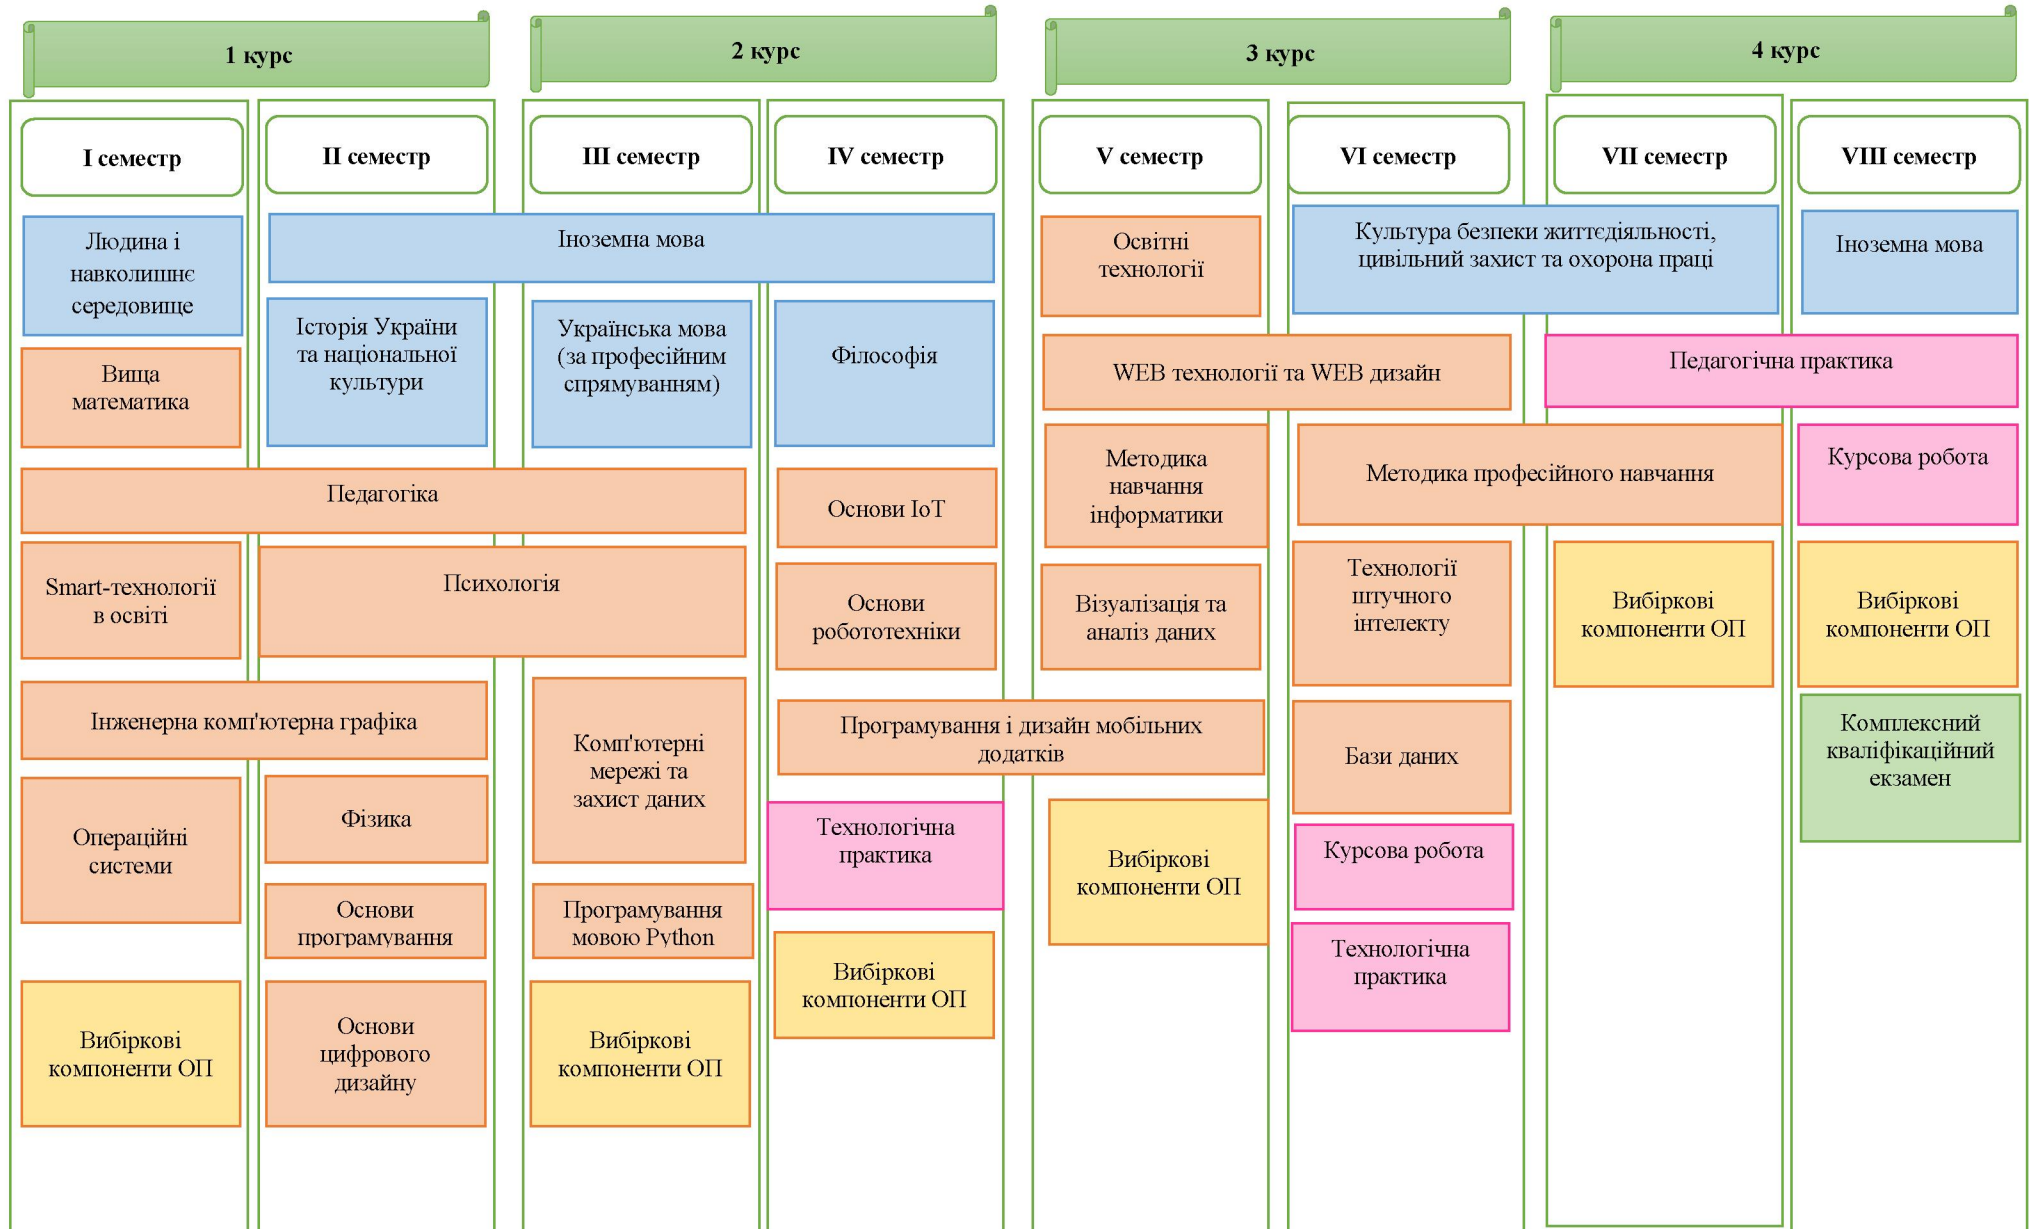 1 курс
2 курс
3 курс
4 курс
I семестр
II семестр
III семестр
IV семестр
V семестр
VI семестр
VII семестр
VIII семестр
Людина і
навколишнє
середовище
Вища
математика
Педагогіка
Smart-технології
в освіті
Інженерна комп'ютерна графіка
Операційні
системи
Вибіркові
компоненти ОП
Іноземна мова
Історія України
та національної
культури
Психологія
Фізика
Основи
програмування
Основи
цифрового
дизайну
Українська мова
(за професійним
спрямуванням)
Комп'ютерні
мережі та
захист даних
Програмування
мовою Python
Вибіркові
компоненти ОП
Філософія
Основи ІоТ
Основи
робототехніки
Програмування і дизайн мобільних
додатків
Технологічна
практика
Вибіркові
компоненти ОП
Освітні
технології
WEB технології та WEB дизайн
Методика
навчання
інформатики
Візуалізація та
аналіз даних
Вибіркові
компоненти ОП
Культура безпеки життєдіяльності,
цивільний захист та охорона праці
Методика професійного навчання
Технології
штучного
інтелекту
Бази даних
Курсова робота
Технологічна
практика
Педагогічна практика
Вибіркові
компоненти ОП
Іноземна мова
Курсова робота
Вибіркові
компоненти ОП
Комплексний
кваліфікаційний
екзамен